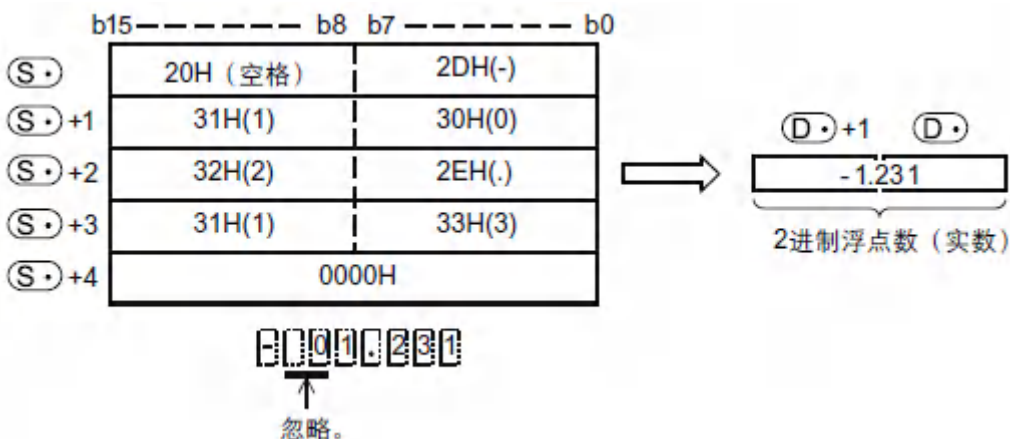 b15 b8 b7 b0
(S・) 20H（空格） 2DH(-)
(S・)+1 31H(1) 30H(0)
(S・)+2 32H(2) 2EH(.)
(S・)+3 31H(1) 33H(3)
(S・)+4 0000H
(D・)+1 (D・)
-1.231
2进制浮点数（实数）
- 01.231
忽略。